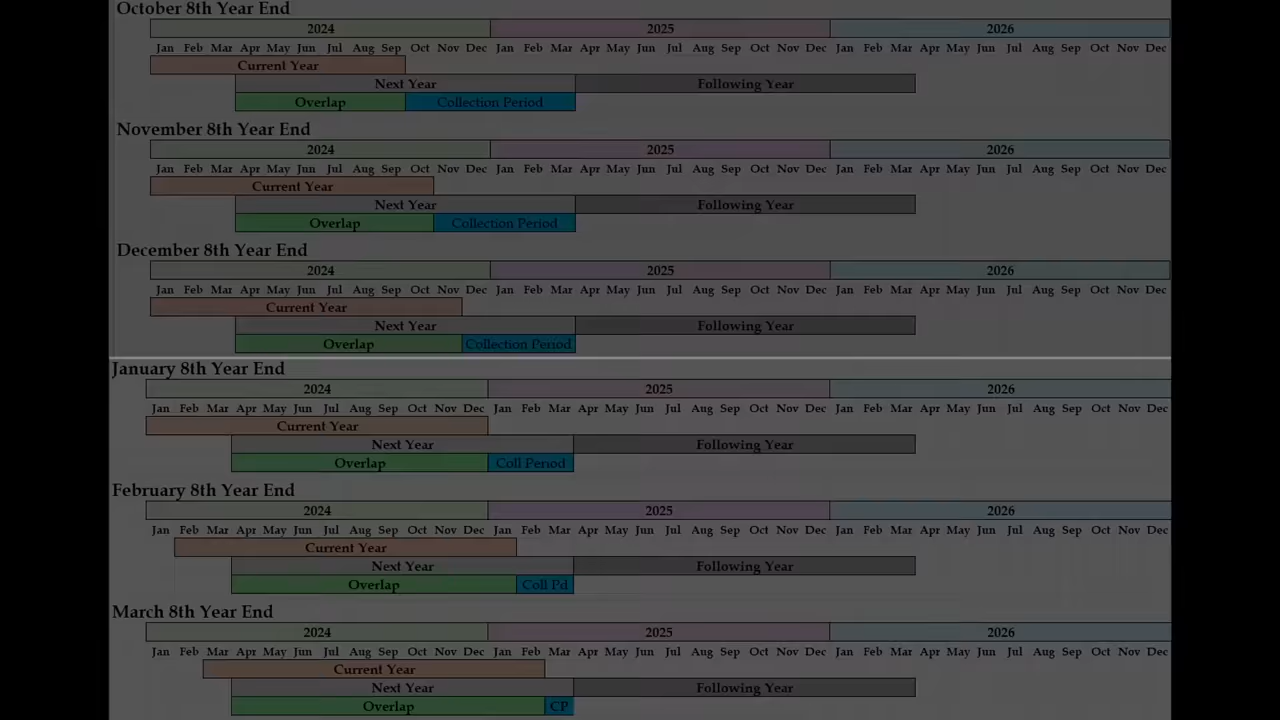 October 8th Year End
2024 2025 2026
Jan Feb Mar Apr May Jun Jul Aug Sep Oct Nov Dec Jan Feb Mar Apr May Jun Jul Aug Sep Oct Nov Dec Jan Feb Mar Apr May Jun Jul Aug Sep Oct Nov Dec
Current Year
Next Year Following Year
Overlap Collection Period
November 8th Year End
2024 2025 2026
Jan Feb Mar Apr May Jun Jul Aug Sep Oct Nov Dec Jan Feb Mar Apr May Jun Jul Aug Sep Oct Nov Dec Jan Feb Mar Apr May Jun Jul Aug Sep Oct Nov Dec
Current Year
Next Year Following Year
Overlap Collection Period
December 8th Year End
2024 2025 2026
Jan Feb Mar Apr May Jun Jul Aug Sep Oct Nov Dec Jan Feb Mar Apr May Jun Jul Aug Sep Oct Nov Dec Jan Feb Mar Apr May Jun Jul Aug Sep Oct Nov Dec
Current Year
Next Year Following Year
Overlap Collection Period
January 8th Year End
2024 2025 2026
Jan Feb Mar Apr May Jun Jul Aug Sep Oct Nov Dec Jan Feb Mar Apr May Jun Jul Aug Sep Oct Nov Dec Jan Feb Mar Apr May Jun Jul Aug Sep Oct Nov Dec
Current Year
Next Year Following Year
Overlap Coll Period
February 8th Year End
2024 2025 2026
Jan Feb Mar Apr May Jun Jul Aug Sep Oct Nov Dec Jan Feb Mar Apr May Jun Jul Aug Sep Oct Nov Dec Jan Feb Mar Apr May Jun Jul Aug Sep Oct Nov Dec
Current Year
Next Year Following Year
Overlap Coll Pd
March 8th Year End
2024 2025 2026
Jan Feb Mar Apr May Jun Jul Aug Sep Oct Nov Dec Jan Feb Mar Apr May Jun Jul Aug Sep Oct Nov Dec Jan Feb Mar Apr May Jun Jul Aug Sep Oct Nov Dec
Current Year
Next Year Following Year
Overlap CP